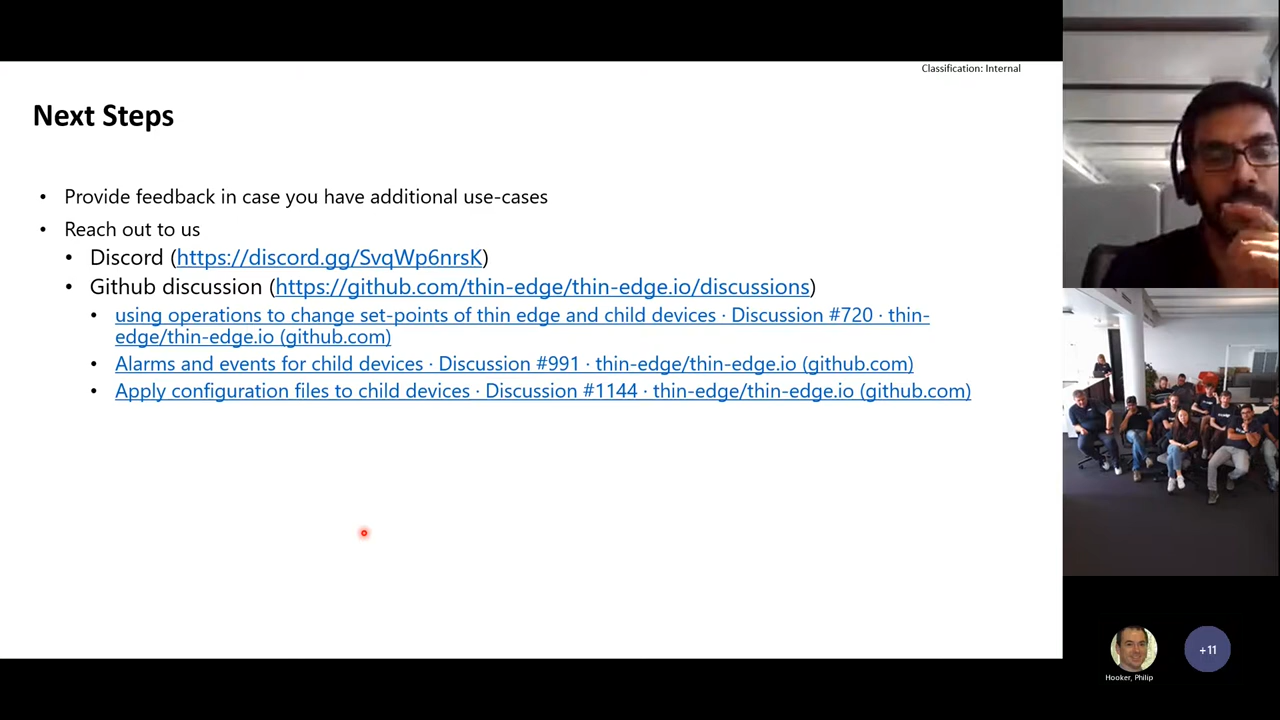 Classification: Internal
Next Steps
• Provide feedback in case you have additional use-cases
• Reach out to us
• Discord (https://discord.gg/SvqWp6nrsK)
• Github discussion (https://github.com/thin-edge/thin-edge.io/discussions)
• using operations to change set-points of thin edge and child devices · Discussion #720 · thin-
edge/thin-edge.io (github.com)
• Alarms and events for child devices · Discussion #991 · thin-edge/thin-edge.io (github.com)
• Apply configuration files to child devices · Discussion #1144 · thin-edge/thin-edge.io (github.com)
+11
Hooker, Philip